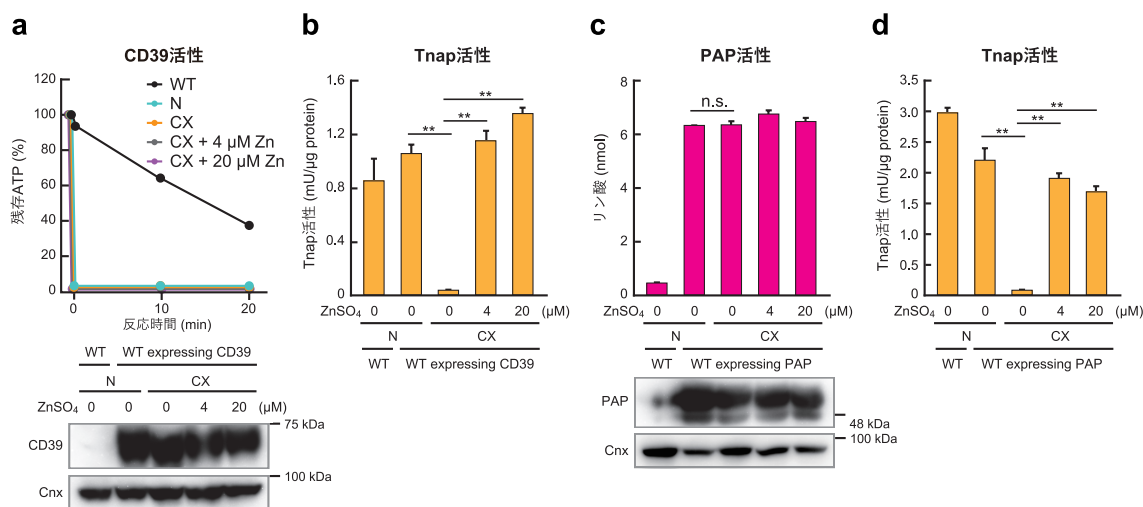 a
CD39活性
120
100
80
60
40
20
0
残存ATP (%)
WT
N
CX
CX + 4 μM Zn
CX + 20 μM Zn
0
10
20
反応時間 (min)
WT
WT expressing CD39
N
CX
ZnSO4 0 0 0 4 20 (μM)
CD39
75 kDa
100 kDa
Cnx
b
Tnap活性
1.6
1.2
0.8
0.4
0
Tnap活性 (mU/μg protein)
**
**
**
ZnSO4 0 0 0 4 20 (μM)
N
CX
WT
WT expressing CD39
c
PAP活性
8
6
4
2
0
リン酸 (nmol)
n.s.
ZnSO4 0 0 0 4 20 (μM)
N
CX
WT
WT expressing PAP
PAP
48 kDa
100 kDa
Cnx
d
Tnap活性
3.5
3.0
2.5
2.0
1.5
1.0
0.5
0
Tnap活性 (mU/μg protein)
**
**
**
ZnSO4 0 0 0 4 20 (μM)
N
CX
WT
WT expressing PAP